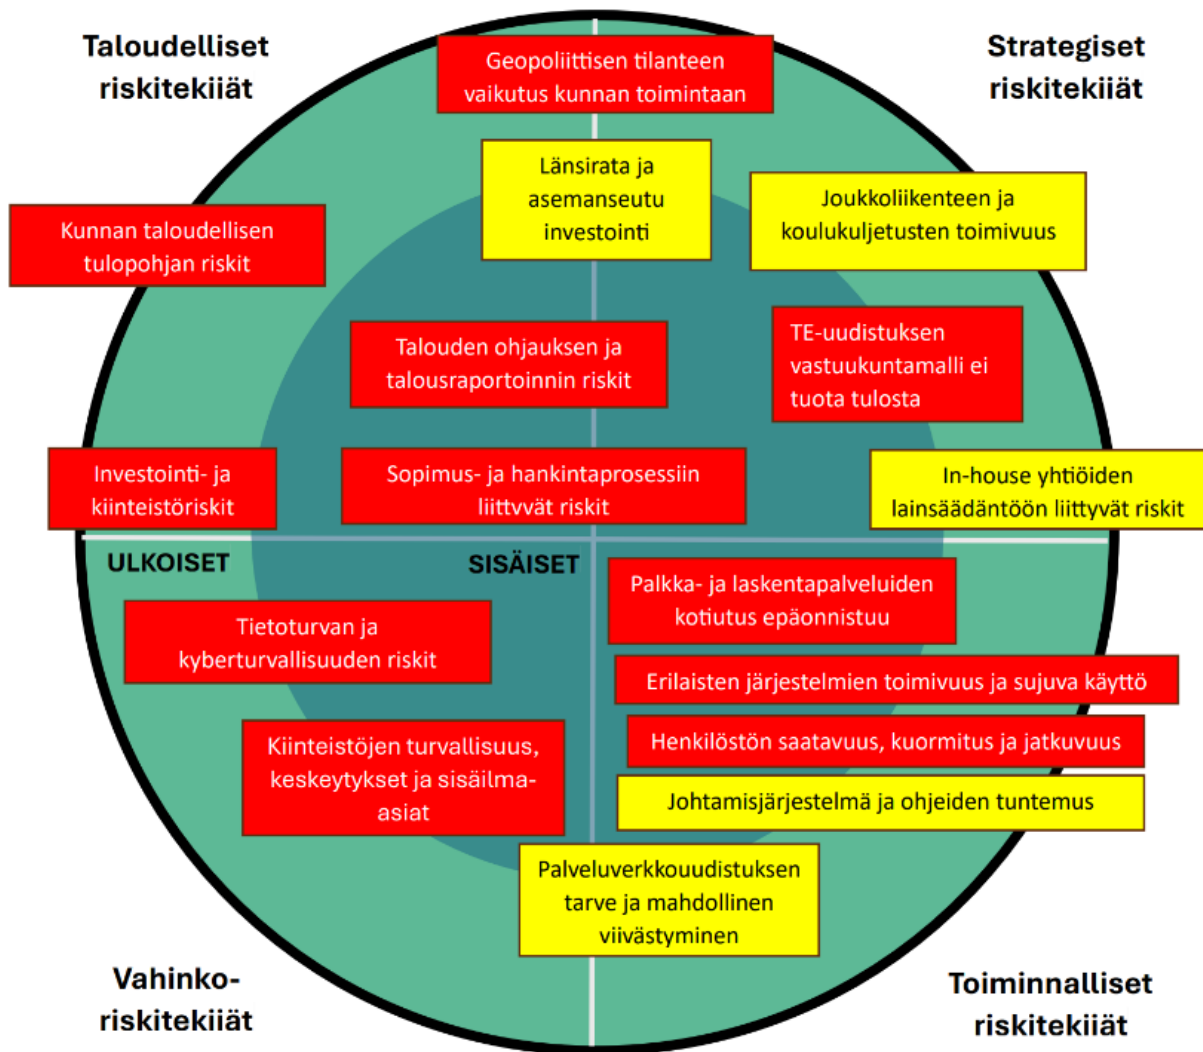 Taloudelliset
riskitekiiät
Strategiset
riskitekiiät
Geopoliittisen tilanteen
vaikutus kunnan toimintaan
Länsirata ja
asemanseutu
investointi
Joukkoliikenteen ja
koulukuljetusten toimivuus
Kunnan taloudellisen
tulopohjan riskit
Talouden ohjauksen ja
talousraportoinnin riskit
TE-uudistuksen
vastuukuntamalli ei
tuota tulosta
Investointi- ja
kiinteistöriskit
Sopimus- ja hankintaprosessiin
liittvvät riskit
In-house yhtiöiden
lainsäädäntöön liittyvät riskit
ULKOISET
SISÄISET
Palkka- ja laskentapalveluiden
kotiutus epäonnistuu
Tietoturvan ja
kyberturvallisuuden riskit
Erilaisten järjestelmien toimivuus ja sujuva käyttö
Henkilöstön saatavuus, kuormitus ja jatkuvuus
Kiinteistöjen turvallisuus,
keskeytykset ja sisäilma-
asiat
Johtamisjärjestelmä ja ohjeiden tuntemus
Palveluverkkouudistuksen
tarve ja mahdollinen
viivästyminen
Vahinko-
riskitekiiät
Toiminnalliset
riskitekiiät